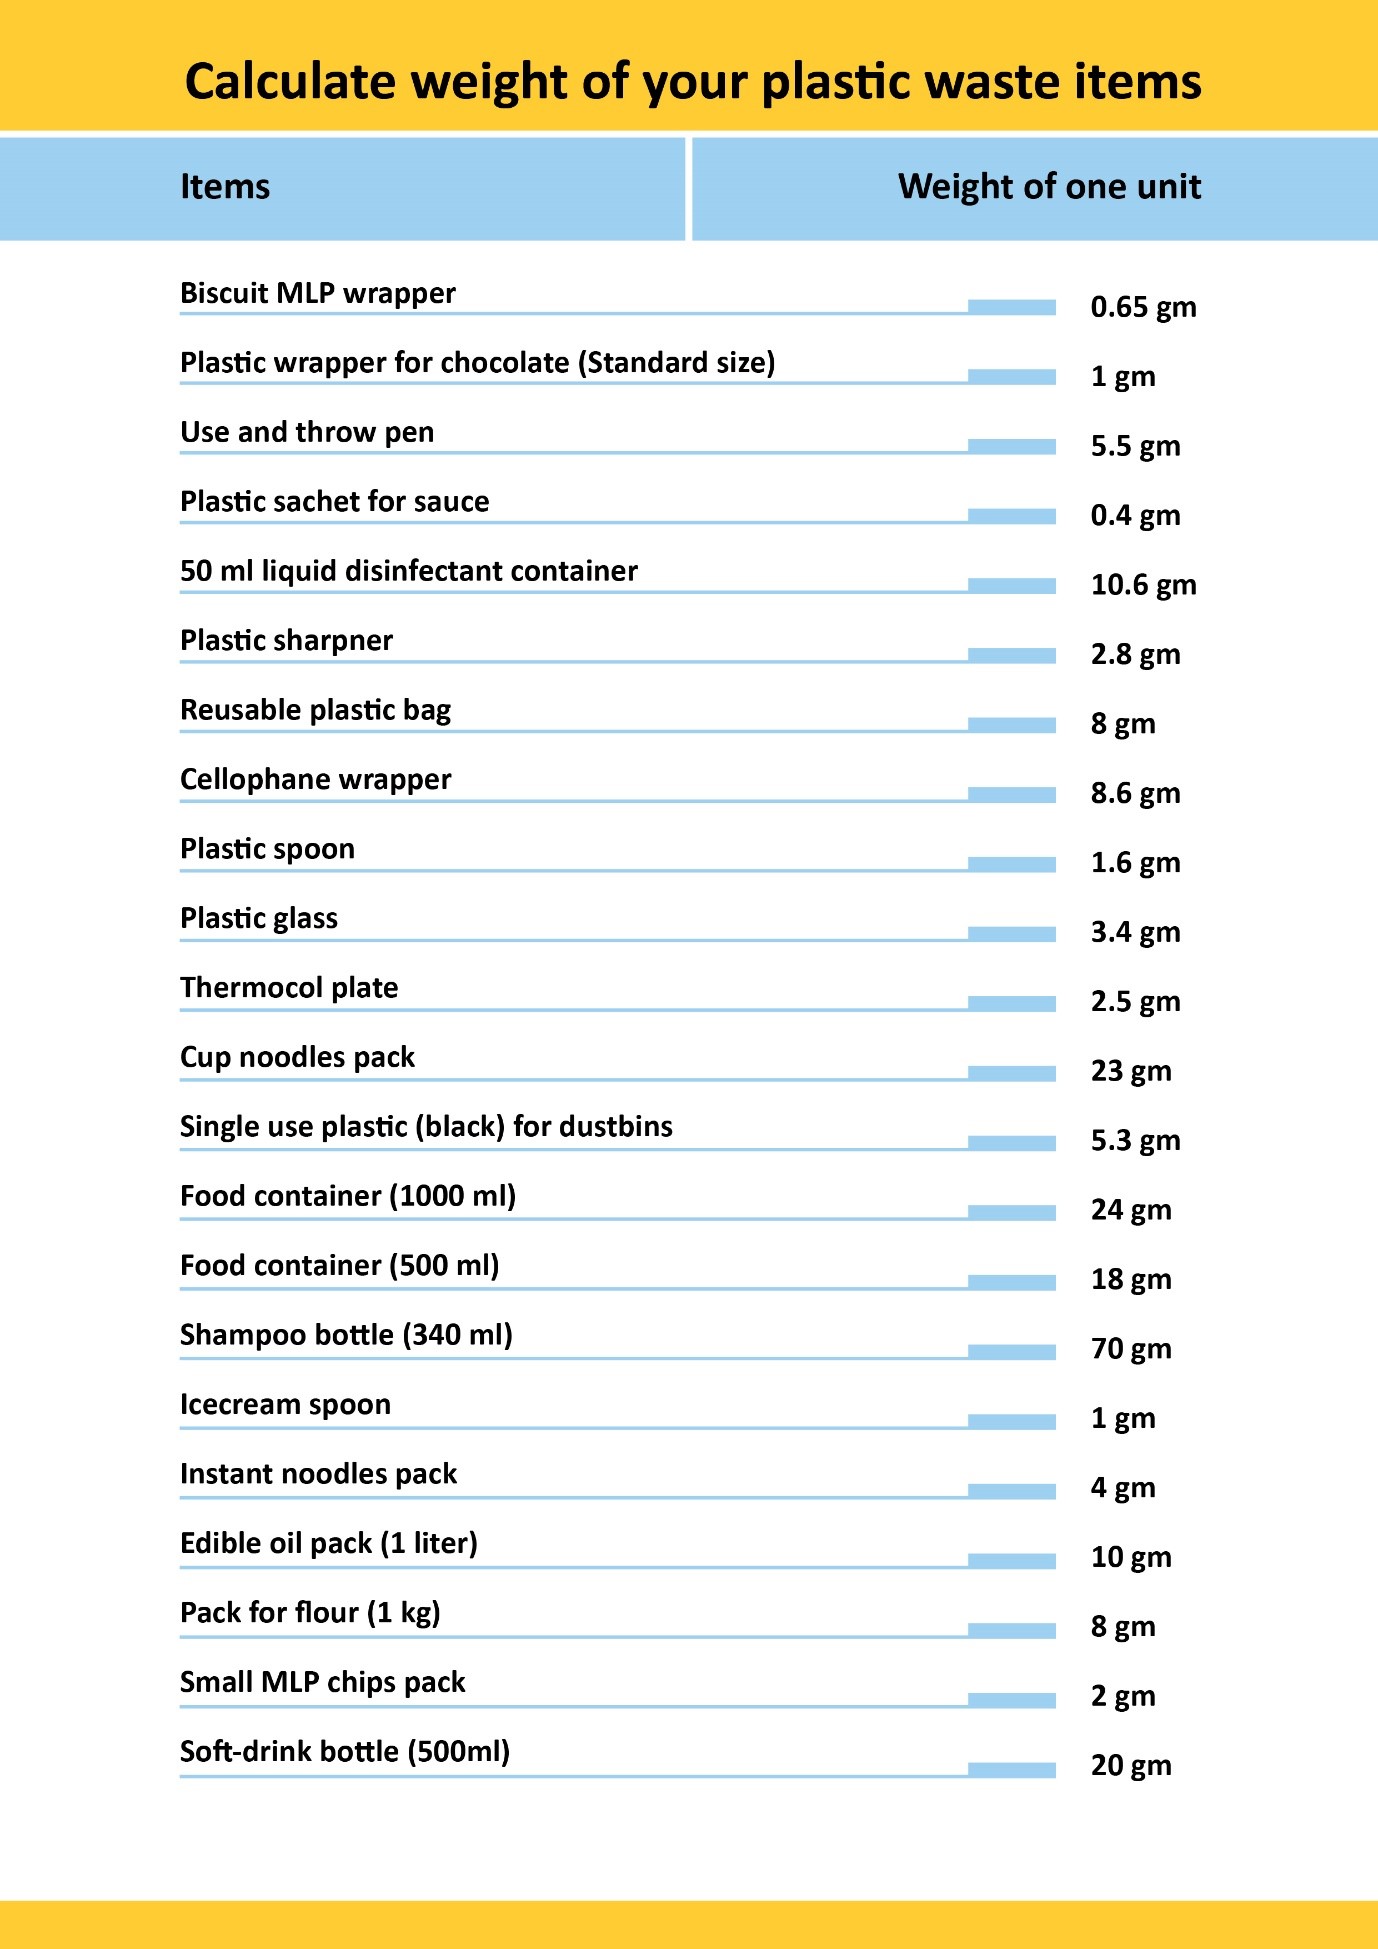 Calculate weight of your plastic waste items
Items Weight of one unit
Biscuit MLP wrapper 0.65 gm
Plastic wrapper for chocolate (Standard size) 1 gm
Use and throw pen 5.5 gm
Plastic sachet for sauce 0.4 gm
50 ml liquid disinfectant container 10.6 gm
Plastic sharpner 2.8 gm
Reusable plastic bag 8 gm
Cellophane wrapper 8.6 gm
Plastic spoon 1.6 gm
Plastic glass 3.4 gm
Thermocol plate 2.5 gm
Cup noodles pack 23 gm
Single use plastic (black) for dustbins 5.3 gm
Food container (1000 ml) 24 gm
Food container (500 ml) 18 gm
Shampoo bottle (340 ml) 70 gm
Icecream spoon 1 gm
Instant noodles pack 4 gm
Edible oil pack (1 liter) 10 gm
Pack for flour (1 kg) 8 gm
Small MLP chips pack 2 gm
Soft-drink bottle (500ml) 20 gm